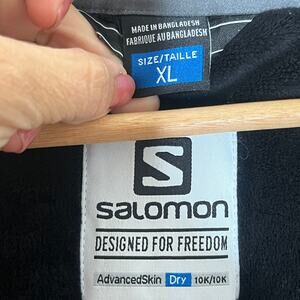 MADE IN BANGLADESH
FABRIQUE AU BANGLADESH
SIZE/TAILLE
XL
S
salomon
DESIGNED FOR FREEDOM
AdvancedSkin Dry 10K/10K